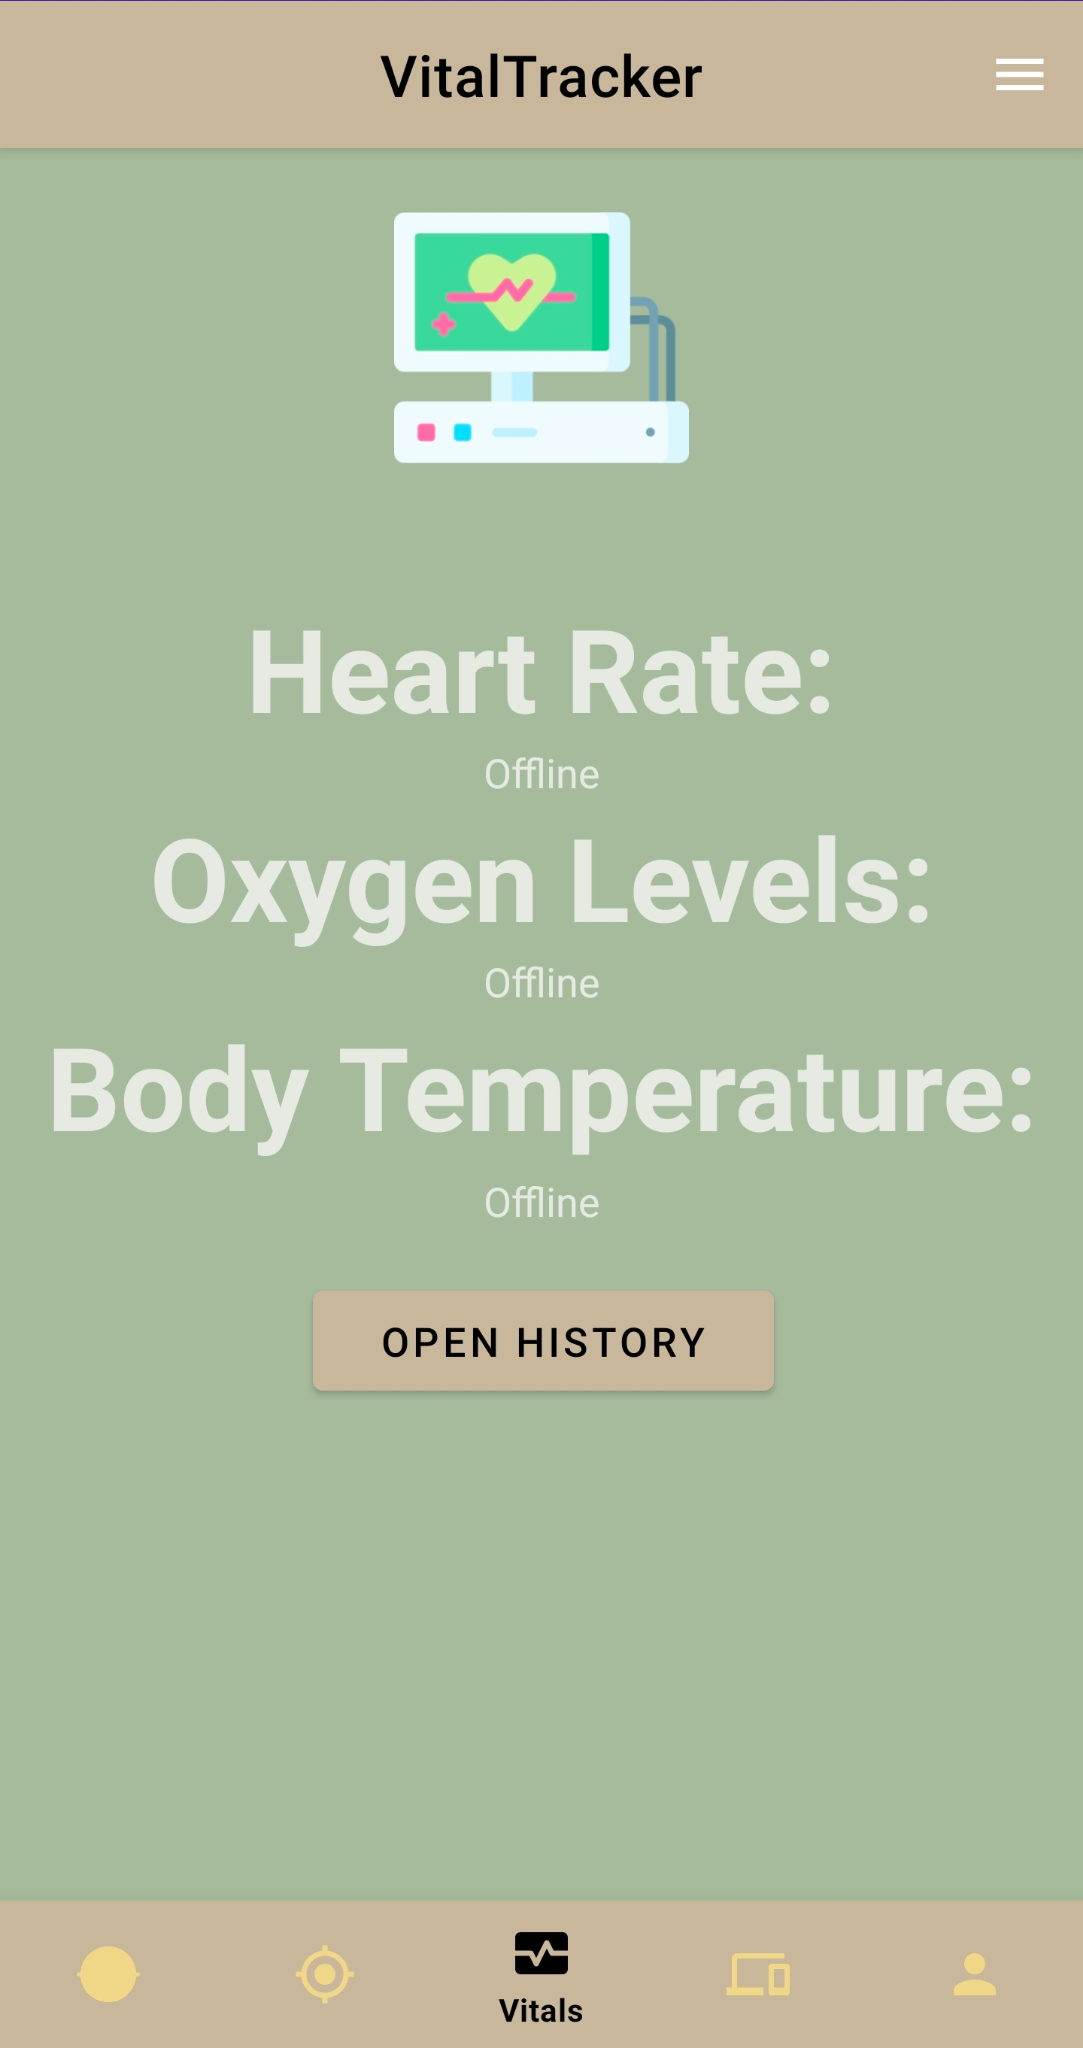 VitalTracker
Heart Rate:
Offline
Oxygen Levels:
Offline
Body Temperature:
Offline
OPEN HISTORY
Vitals